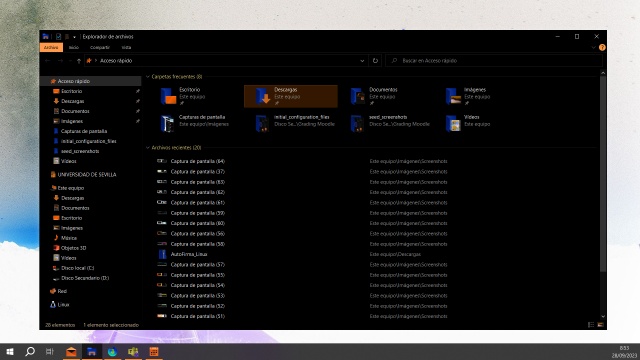 Explorador de archivos
Archivo Inicio Compartir Vista
Acceso rápido
Buscar en Acceso rápido
Acceso rápido
Escritorio
Descargas
Documentos
Imágenes
Capturas de pantalla
initial_configuration_files
seed_screenshots
Vídeos
UNIVERSIDAD DE SEVILLA
Este equipo
Descargas
Documentos
Escritorio
Imágenes
Música
Objetos 3D
Vídeos
Disco local (C:)
Disco Secundario (D:)
Red
Linux
Carpetas frecuentes (8)
Escritorio
Este equipo
Descargas
Este equipo
Documentos
Este equipo
Imágenes
Este equipo
Capturas de pantalla
Este equipo\Imágenes
initial_configuration_files
Disco Se...\Grading Moodle
seed_screenshots
Disco Se...\Grading Moodle
Vídeos
Este equipo
Archivos recientes (20)
Captura de pantalla (64) Este equipo\Imágenes\Screenshots
Captura de pantalla (37) Este equipo\Imágenes\Screenshots
Captura de pantalla (63) Este equipo\Imágenes\Screenshots
Captura de pantalla (62) Este equipo\Imágenes\Screenshots
Captura de pantalla (61) Este equipo\Imágenes\Screenshots
Captura de pantalla (59) Este equipo\Imágenes\Screenshots
Captura de pantalla (60) Este equipo\Imágenes\Screenshots
Captura de pantalla (56) Este equipo\Imágenes\Screenshots
Captura de pantalla (58) Este equipo\Imágenes\Screenshots
AutoFirma_Linux Este equipo\Descargas
Captura de pantalla (57) Este equipo\Imágenes\Screenshots
Captura de pantalla (55) Este equipo\Imágenes\Screenshots
Captura de pantalla (54) Este equipo\Imágenes\Screenshots
Captura de pantalla (53) Este equipo\Imágenes\Screenshots
Captura de pantalla (52) Este equipo\Imágenes\Screenshots
Captura de pantalla (51) Este equipo\Imágenes\Screenshots
28 elementos 1 elemento seleccionado
8:53
28/09/2023